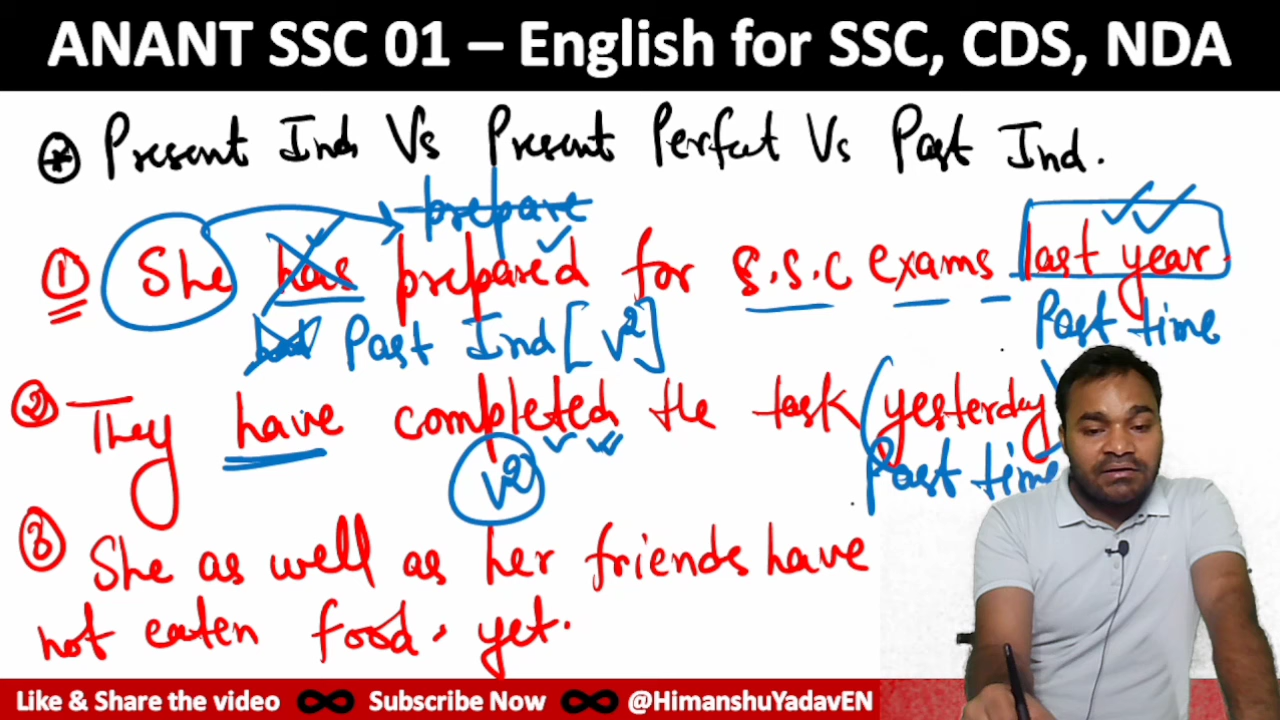 ANANT SSC 01 – English for SSC, CDS, NDA
Present Ind Vs Present Perfect Vs Past Ind.
prepare
① She has prepared for S.S.C exams last year.
Past Ind [V2] Past time
② They have completed the task (yesterday
V2 Past time
③ She as well as her friends have
not eaten food. yet.
Like & Share the video Subscribe Now @HimanshuYadavEN